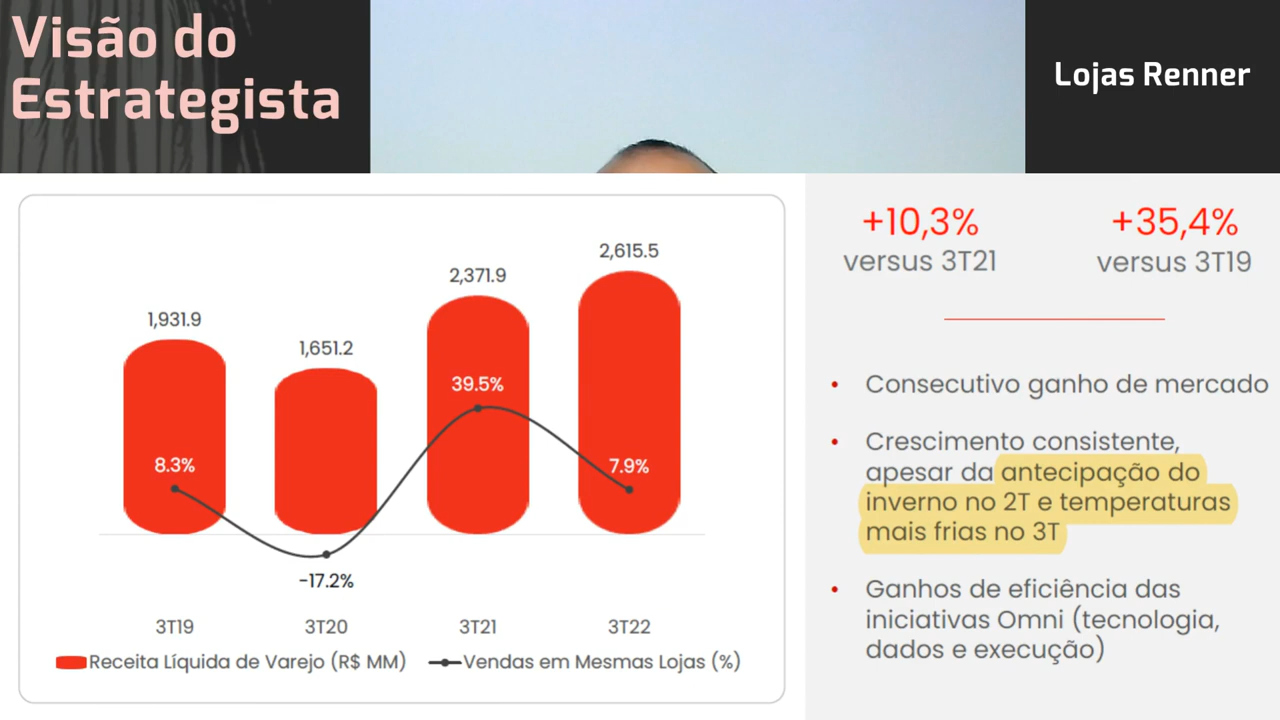 Visão do
Estrategista
Lojas Renner
1,931.9
1,651.2
2,371.9
2,615.5
8.3%
-17.2%
39.5%
7.9%
3T19
3T20
3T21
3T22
Receita Líquida de Varejo (R$ MM)
Vendas em Mesmas Lojas (%)
+10,3%
versus 3T21
+35,4%
versus 3T19
• Consecutivo ganho de mercado
• Crescimento consistente,
apesar da antecipação do
inverno no 2T e temperaturas
mais frias no 3T
• Ganhos de eficiência das
iniciativas Omni (tecnologia,
dados e execução)